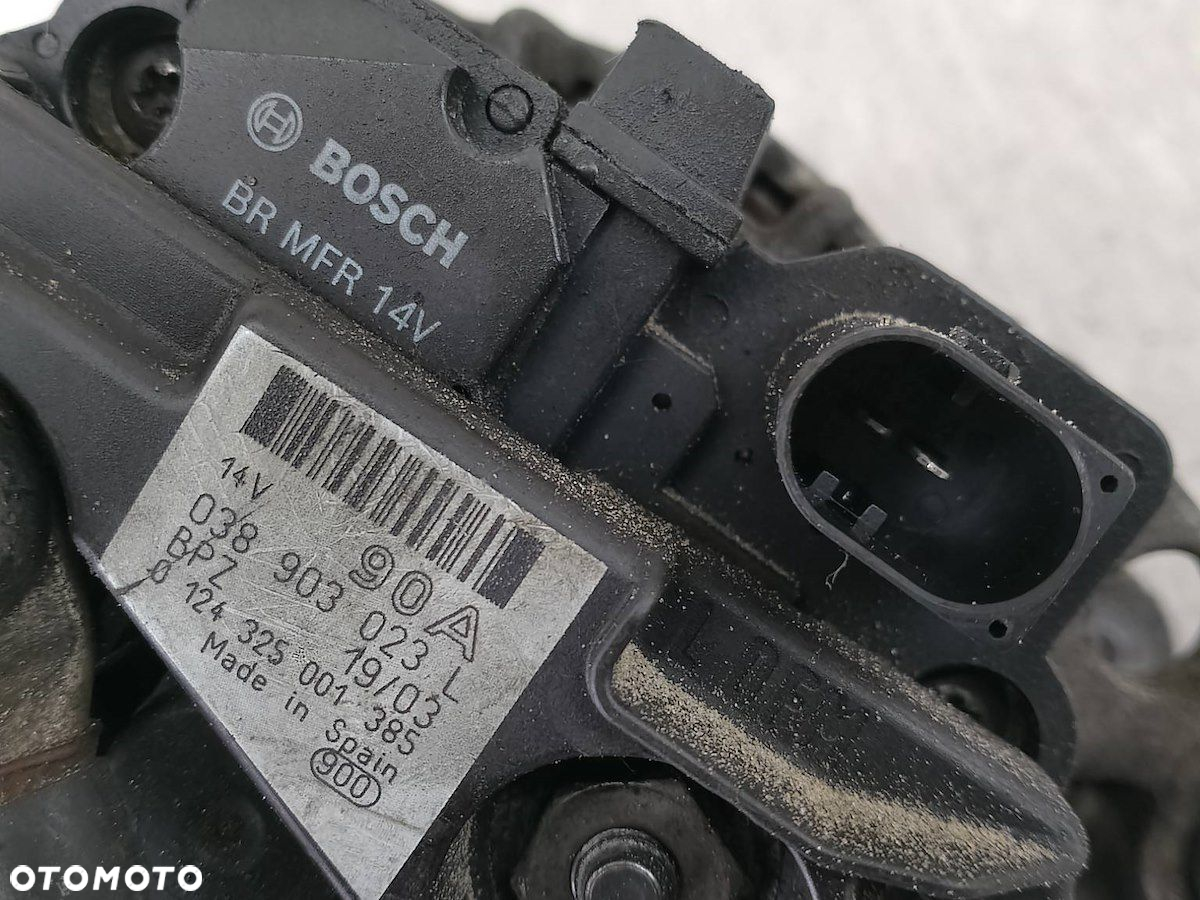 BOSCH
BR MFR 14V
14V 90A
038 903 023 L
BPZ 19/03
0 124 325 001 385
Made in Spain
900
OTOMOTO